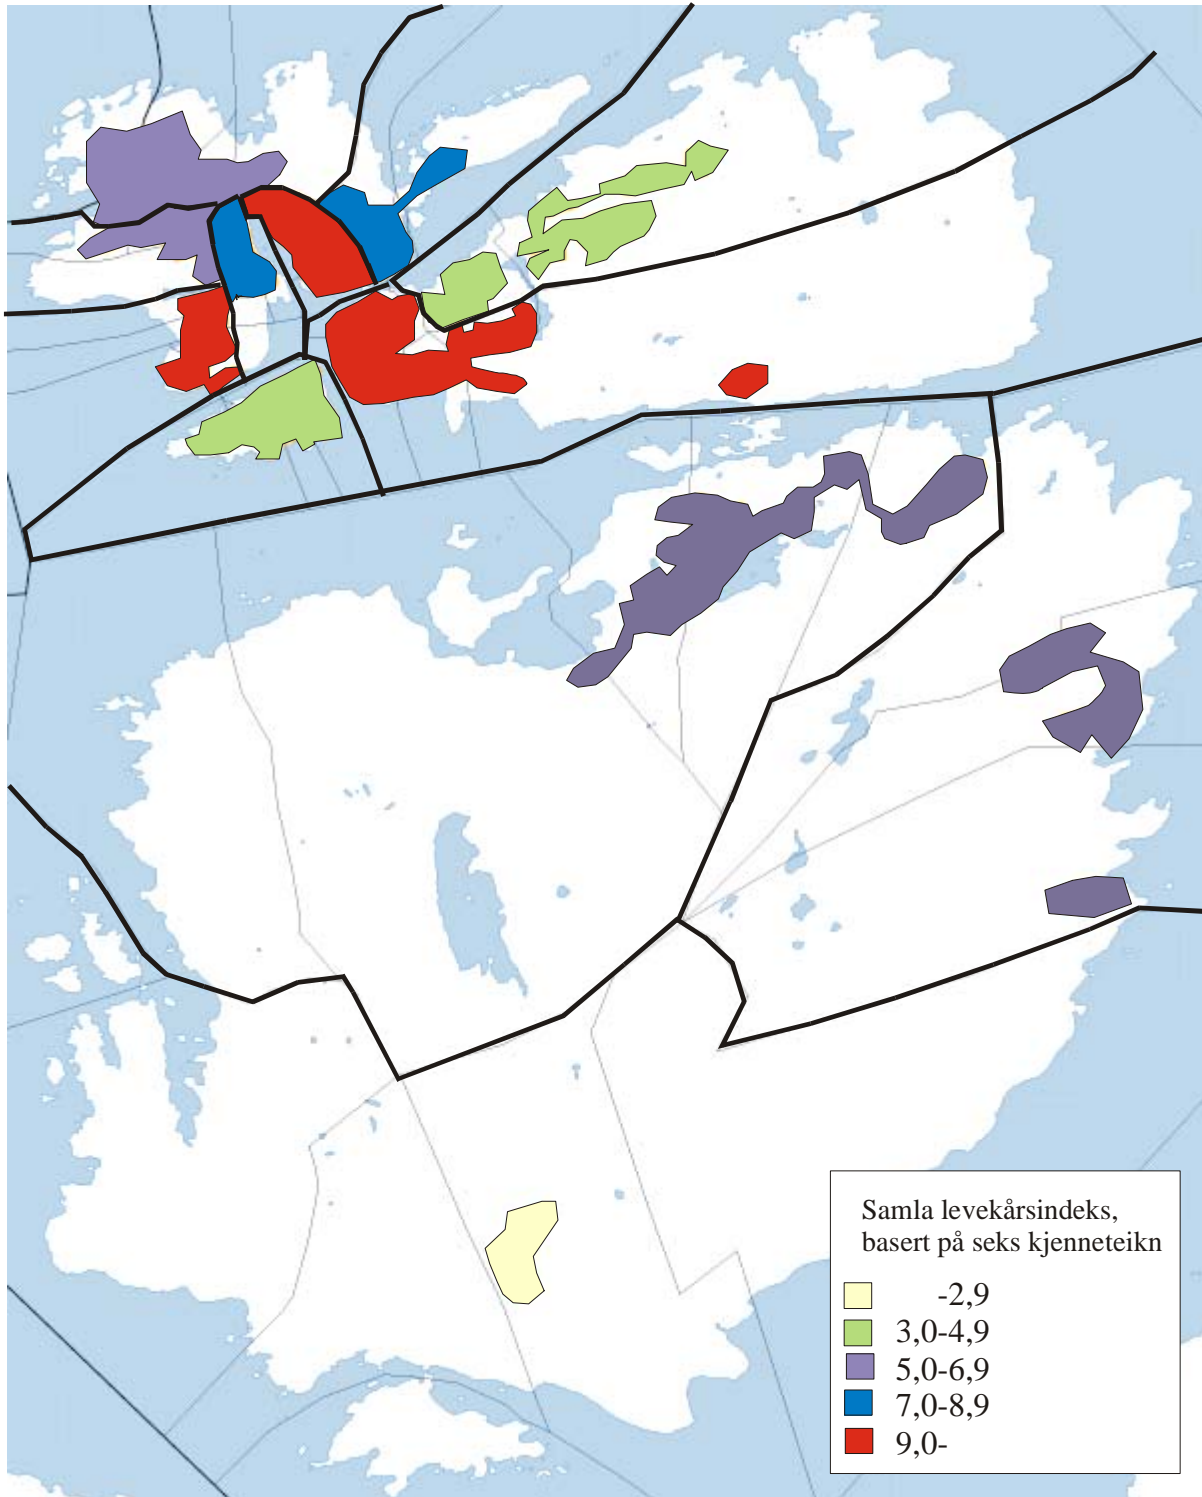 Samla levekårsindeks,
basert på seks kjenneteikn
-2,9
3,0-4,9
5,0-6,9
7,0-8,9
9,0-